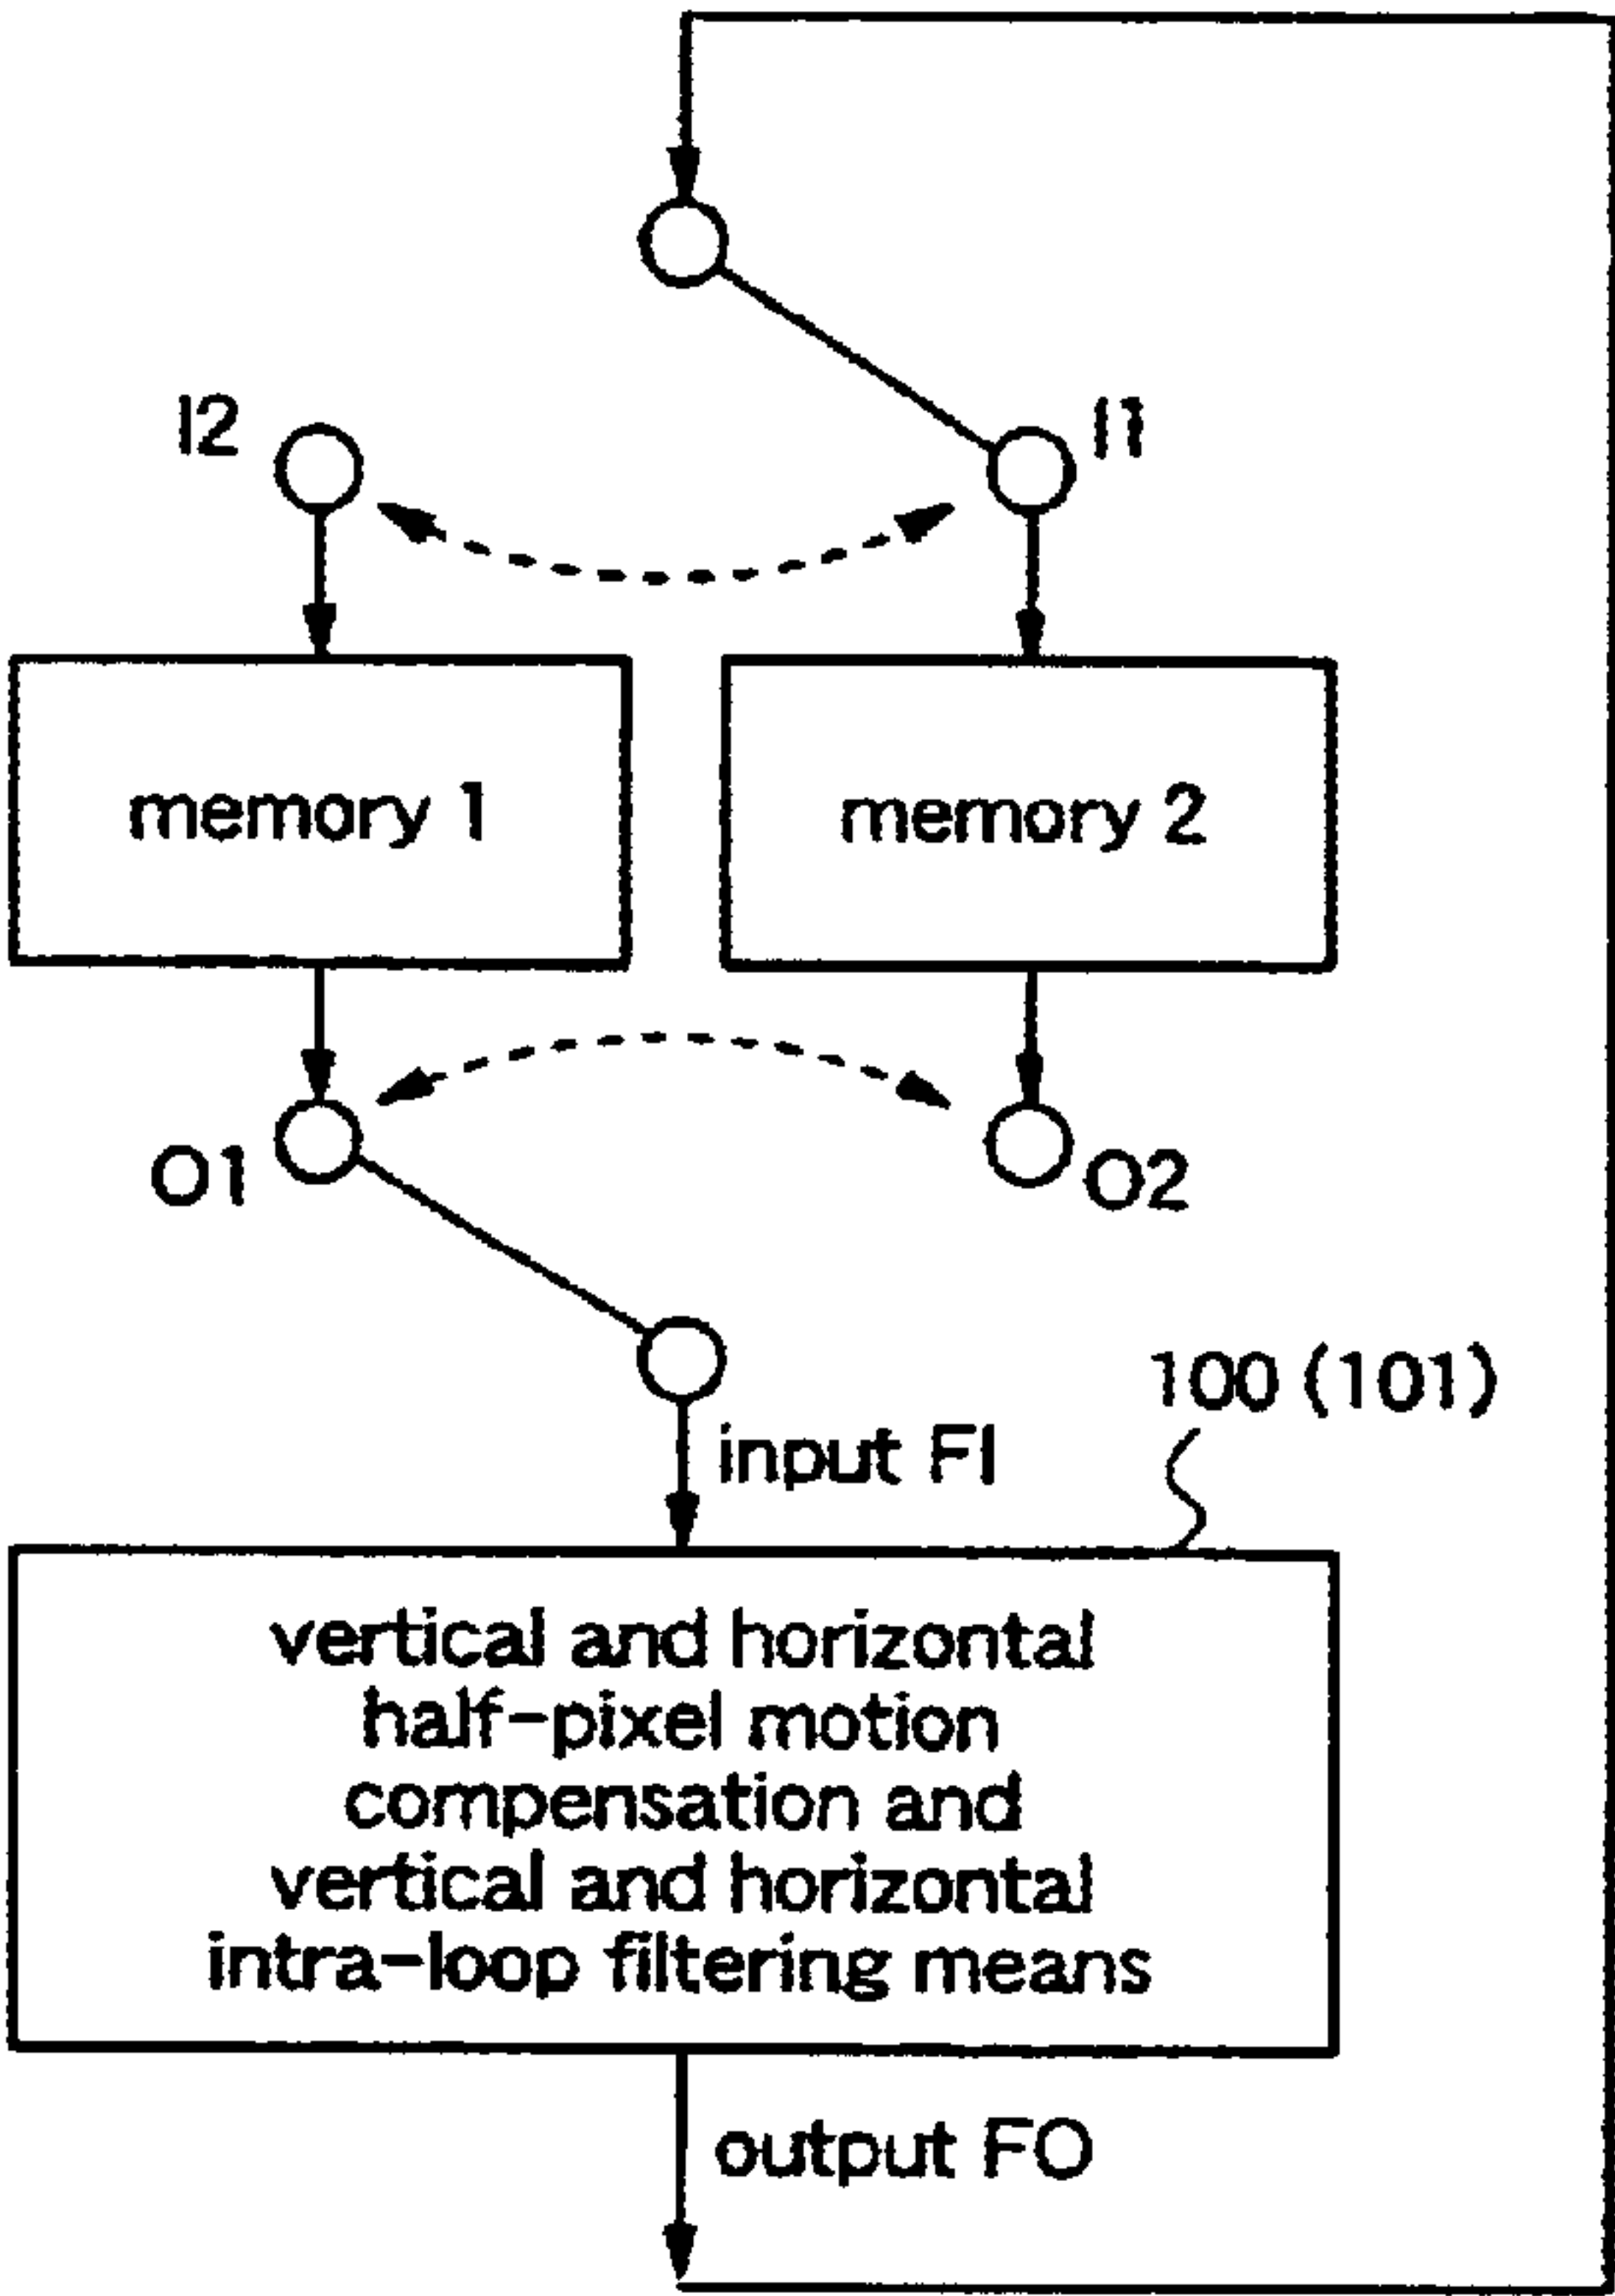 I2
I1
memory 1
memory 2
O1
O2
100 (101)
input FI
vertical and horizontal
half-pixel motion
compensation and
vertical and horizontal
intra-loop filtering means
output FO